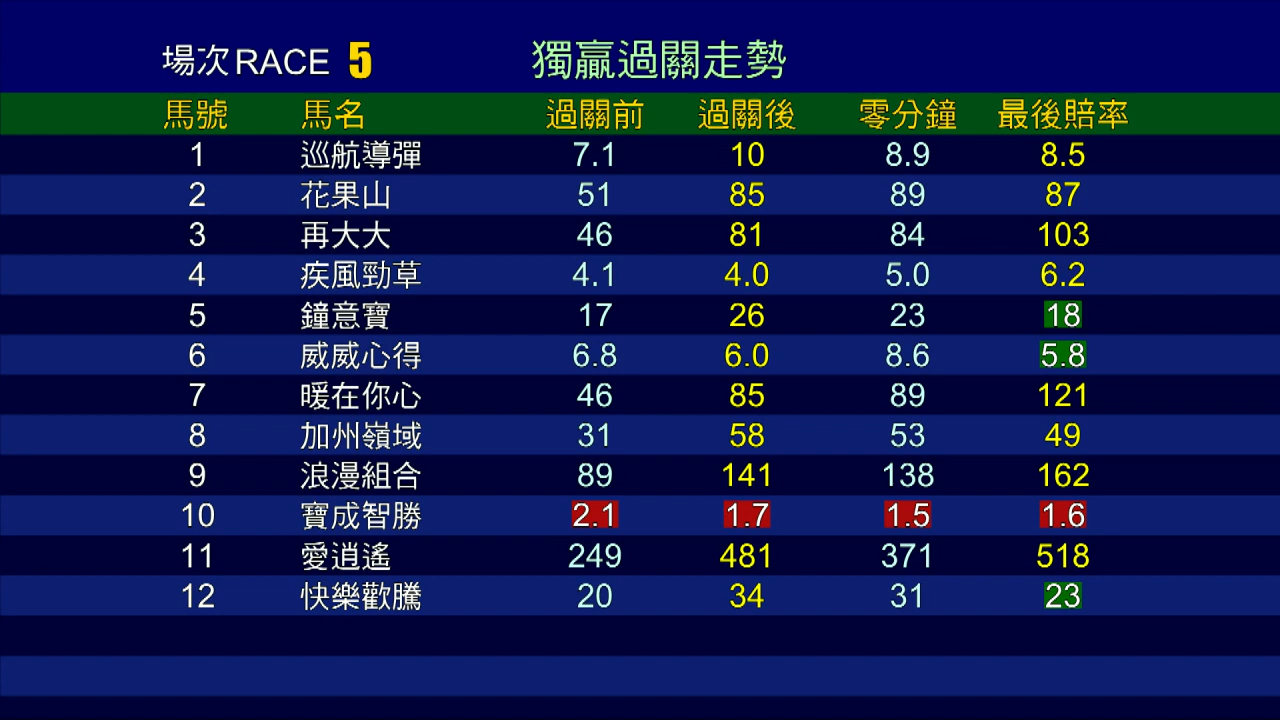 場次RACE 5 獨贏過關走勢
馬號 馬名 過關前 過關後 零分鐘 最後賠率
1 巡航導彈 7.1 10 8.9 8.5
2 花果山 51 85 89 87
3 再大大 46 81 84 103
4 疾風勁草 4.1 4.0 5.0 6.2
5 鐘意寶 17 26 23 18
6 威威心得 6.8 6.0 8.6 5.8
7 暖在你心 46 85 89 121
8 加州嶺域 31 58 53 49
9 浪漫組合 89 141 138 162
10 寶成智勝 2.1 1.7 1.5 1.6
11 愛逍遙 249 481 371 518
12 快樂歡騰 20 34 31 23